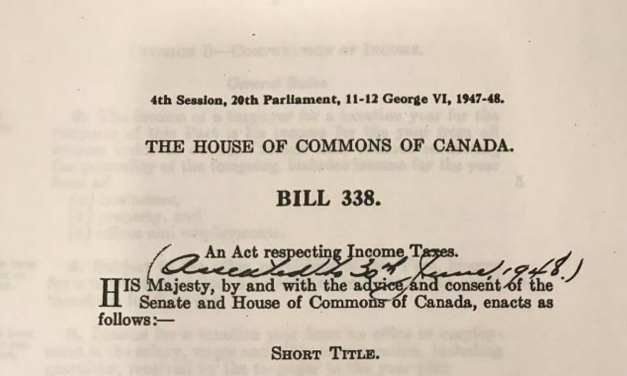 4th Session, 20th Parliament, 11-12 George VI, 1947-48.
THE HOUSE OF COMMONS OF CANADA.
BILL 338.
An Act respecting Income Taxes.
(Assented to 30th June, 1948.)
HIS Majesty, by and with the advice and consent of the
Senate and House of Commons of Canada, enacts as
follows:—
SHORT TITLE.